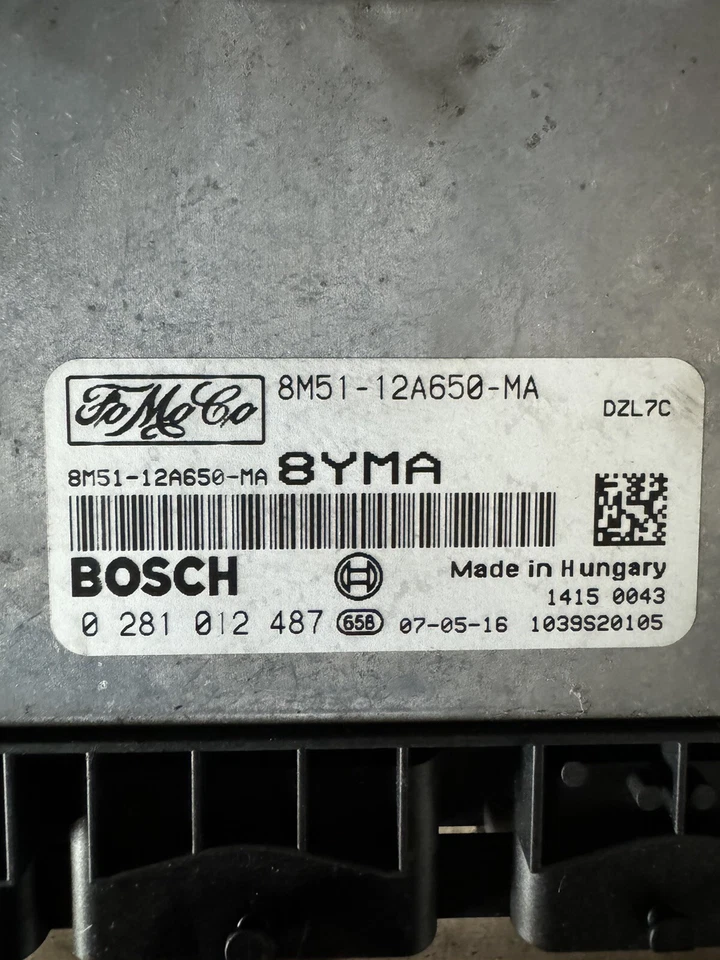 FoMoCo 8M51-12A650-MA
DZL7C
8M51-12A650-MA 8YMA
BOSCH Made in Hungary
1415 0043
0 281 012 487 658 07-05-16 1039S20105